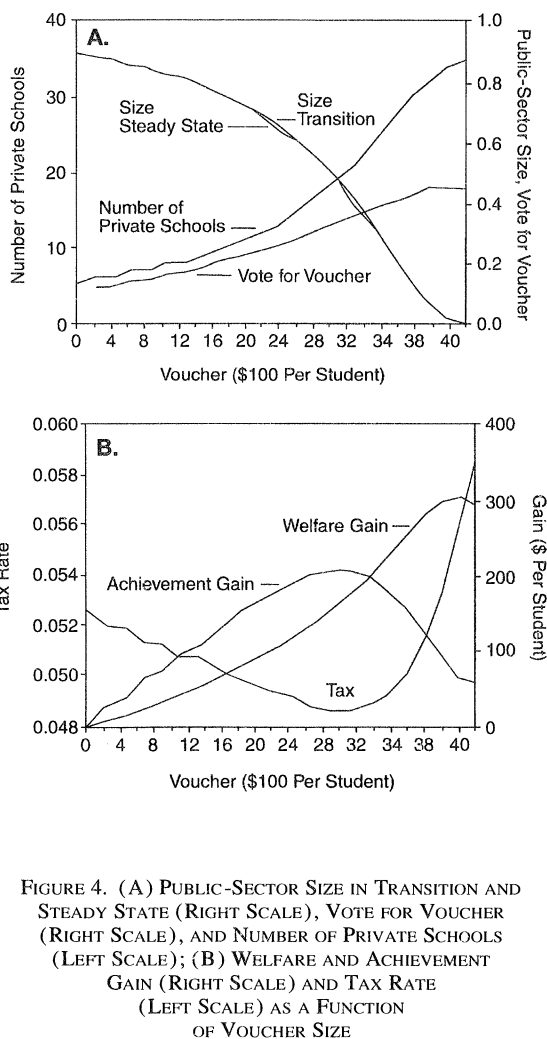 A.
40
30
20
10
0
Number of Private Schools
1.0
0.8
0.6
0.4
0.2
0.0
Public-Sector Size, Vote for Voucher
Size
Steady State
Size
Transition
Number of
Private Schools
Vote for Voucher
0 4 8 12 16 20 24 28 32 36 40
Voucher ($100 Per Student)
B.
0.060
0.058
0.056
0.054
0.052
0.050
0.048
Tax Rate
400
300
200
100
0
Gain ($ Per Student)
Welfare Gain
Achievement Gain
Tax
0 4 8 12 16 20 24 28 32 34 38 40
Voucher ($100 Per Student)
FIGURE 4. (A) PUBLIC-SECTOR SIZE IN TRANSITION AND
STEADY STATE (RIGHT SCALE), VOTE FOR VOUCHER
(RIGHT SCALE), AND NUMBER OF PRIVATE SCHOOLS
(LEFT SCALE); (B) WELFARE AND ACHIEVEMENT
GAIN (RIGHT SCALE) AND TAX RATE
(LEFT SCALE) AS A FUNCTION
OF VOUCHER SIZE